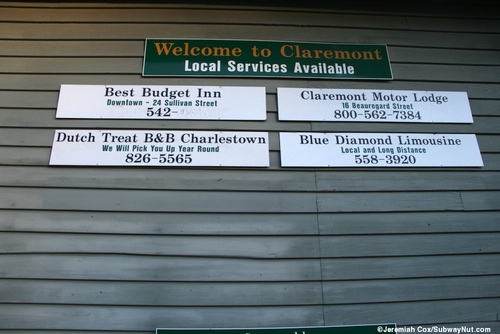 Welcome to Claremont
Local Services Available
Best Budget Inn
Downtown - 24 Sullivan Street
542-
Claremont Motor Lodge
16 Beauregard Street
800-562-7384
Dutch Treat B&B Charlestown
We Will Pick You Up Year Round
826-5565
Blue Diamond Limousine
Local and Long Distance
558-3920
©Jeremiah Cox/SubwayNut.com